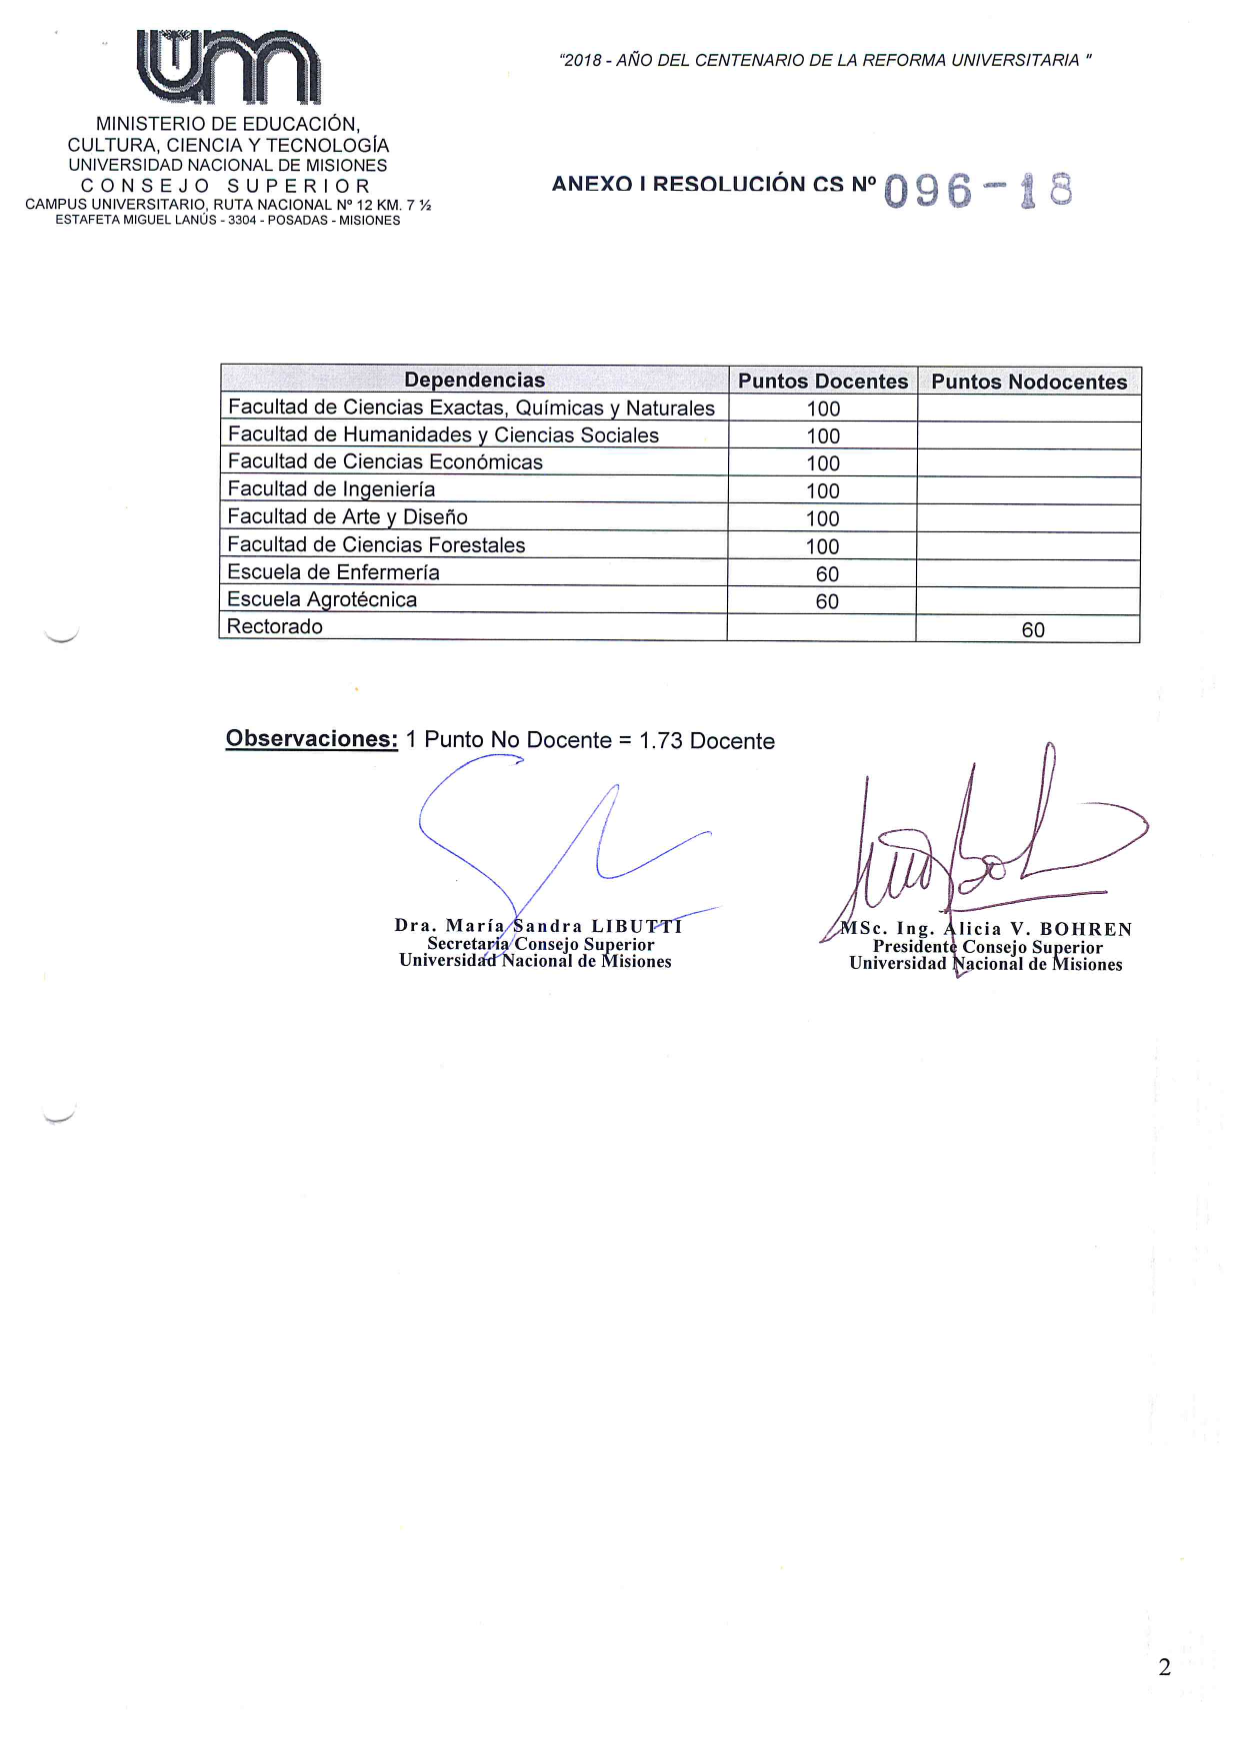 um
"2018 - AÑO DEL CENTENARIO DE LA REFORMA UNIVERSITARIA "
MINISTERIO DE EDUCACIÓN,
CULTURA, CIENCIA Y TECNOLOGÍA
UNIVERSIDAD NACIONAL DE MISIONES
CONSEJO SUPERIOR
CAMPUS UNIVERSITARIO, RUTA NACIONAL Nº 12 KM. 7 ½
ESTAFETA MIGUEL LANÚS - 3304 - POSADAS - MISIONES
ANEXO I RESOLUCIÓN CS Nº 096-18
Dependencias Puntos Docentes Puntos Nodocentes
Facultad de Ciencias Exactas, Químicas y Naturales 100
Facultad de Humanidades y Ciencias Sociales 100
Facultad de Ciencias Económicas 100
Facultad de Ingeniería 100
Facultad de Arte y Diseño 100
Facultad de Ciencias Forestales 100
Escuela de Enfermería 60
Escuela Agrotécnica 60
Rectorado 60
Observaciones: 1 Punto No Docente = 1.73 Docente
Dra. María Sandra LIBUTTI
Secretaria Consejo Superior
Universidad Nacional de Misiones
MSc. Ing. Alicia V. BOHREN
Presidente Consejo Superior
Universidad Nacional de Misiones
2